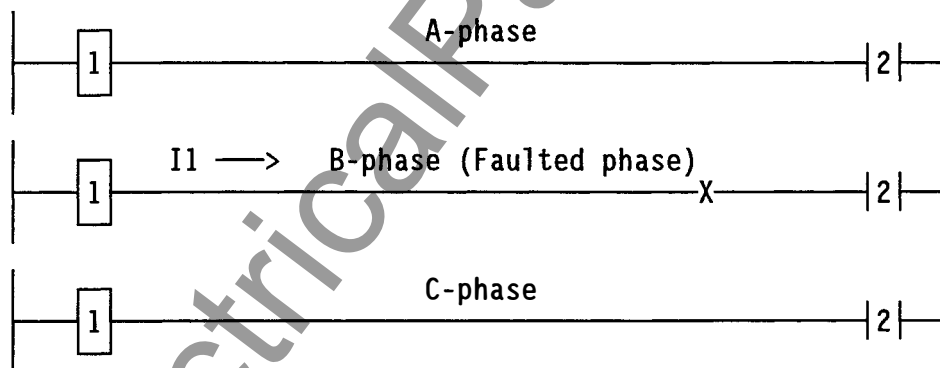 A-phase
1 2
I1 ⟶ B-phase (Faulted phase)
1 X 2
C-phase
1 2